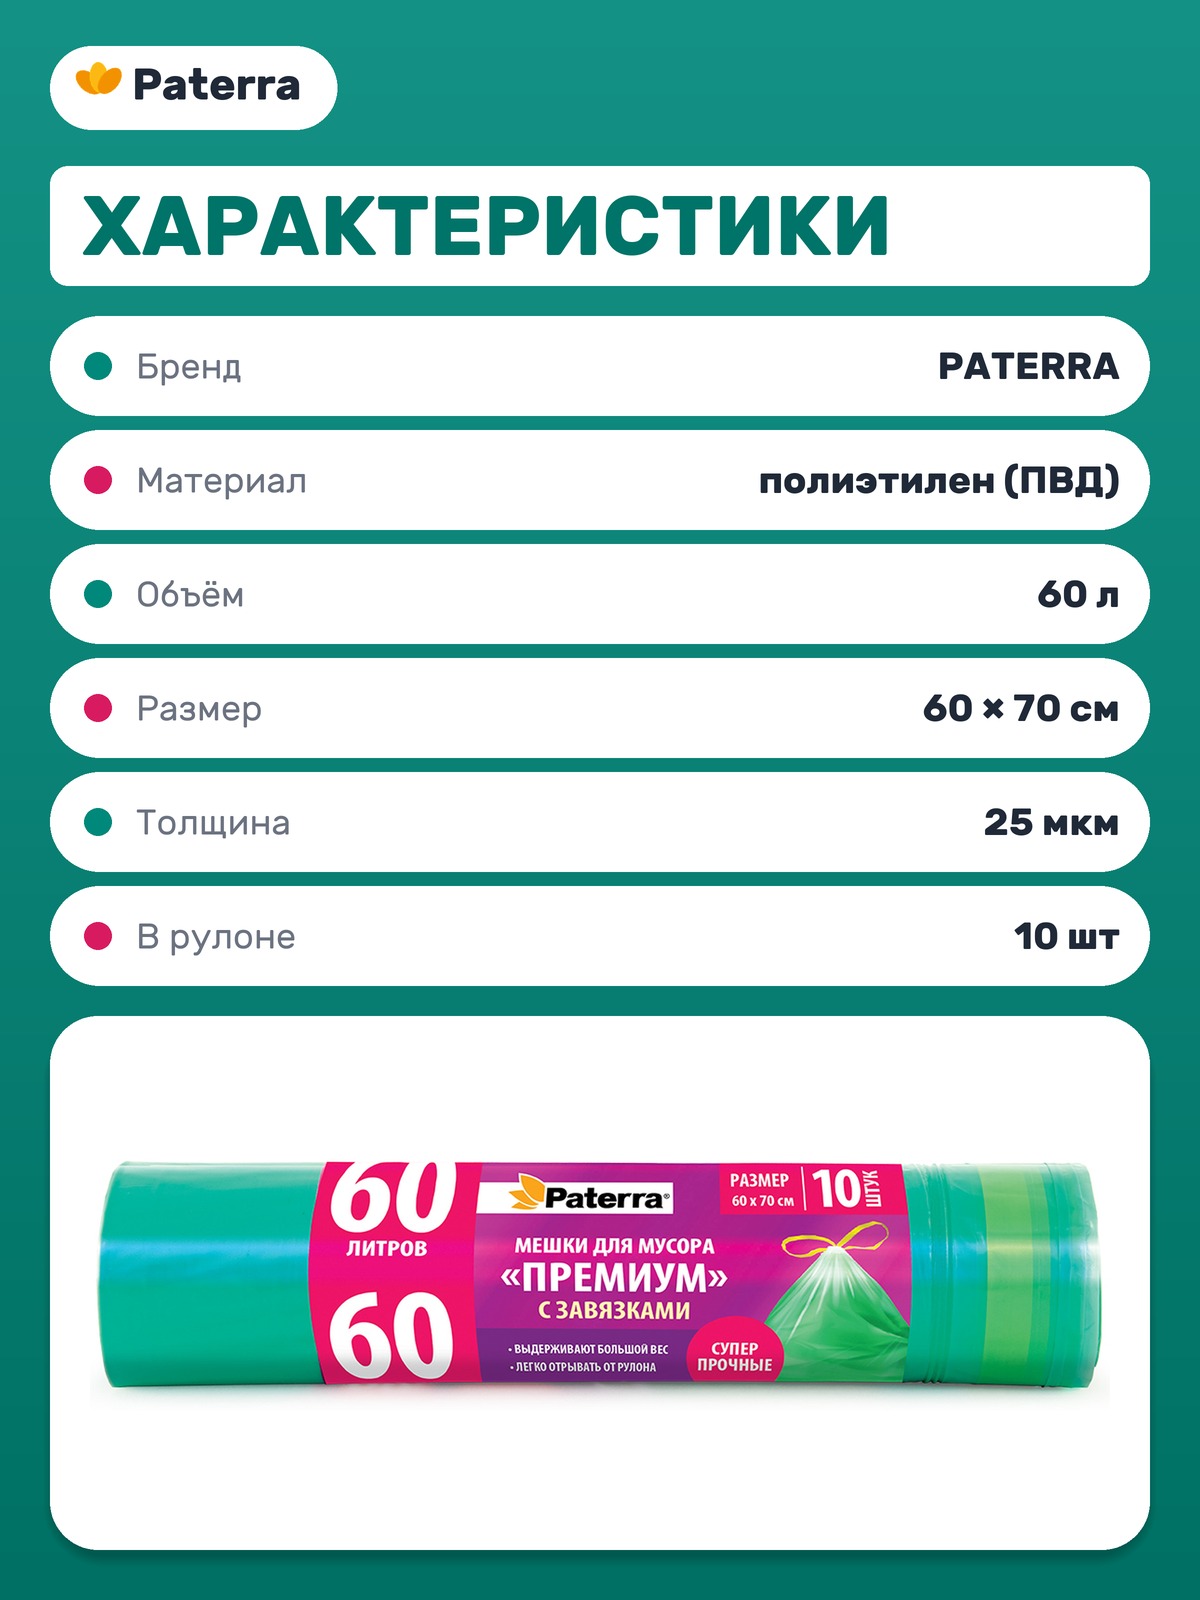 Paterra
ХАРАКТЕРИСТИКИ
Бренд PATERRA
Материал полиэтилен (ПВД)
Объём 60 л
Размер 60 × 70 см
Толщина 25 мкм
В рулоне 10 шт
60
ЛИТРОВ
60
Paterra®
РАЗМЕР
60 х 70 см
10 ШТУК
МЕШКИ ДЛЯ МУСОРА
«ПРЕМИУМ»
С ЗАВЯЗКАМИ
• ВЫДЕРЖИВАЮТ БОЛЬШОЙ ВЕС
• ЛЕГКО ОТРЫВАТЬ ОТ РУЛОНА
СУПЕР
ПРОЧНЫЕ